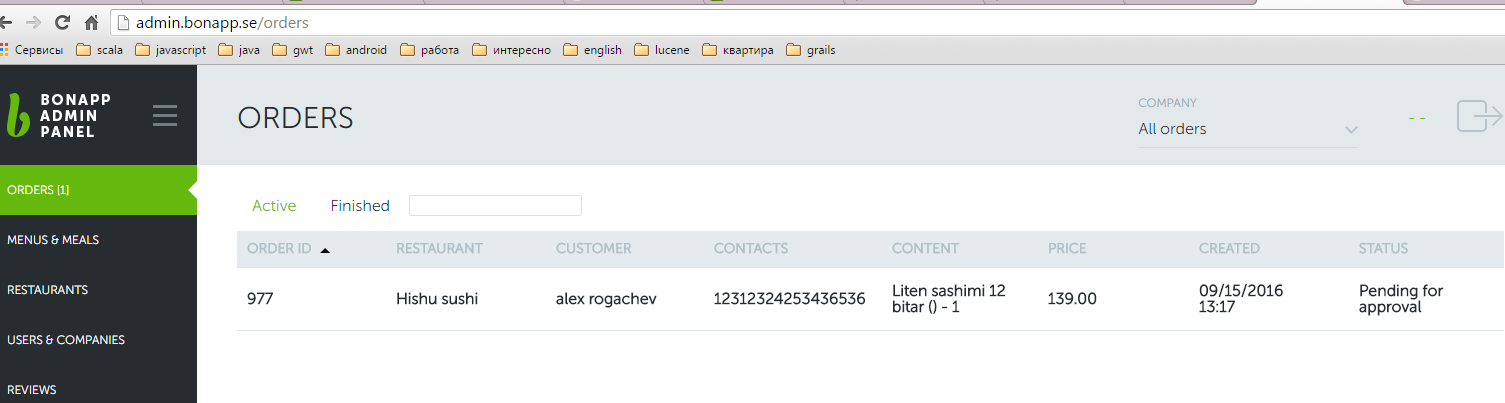 admin.bonapp.se/orders
Сервисы scala javascript java gwt android работа интересно english lucene квартира grails
BONAPP
ADMIN
PANEL
ORDERS
COMPANY
All orders
- -
ORDERS [1]
MENUS & MEALS
RESTAURANTS
USERS & COMPANIES
REVIEWS
Active Finished
ORDER ID RESTAURANT CUSTOMER CONTACTS CONTENT PRICE CREATED STATUS
977 Hishu sushi alex rogachev 12312324253436536 Liten sashimi 12 139.00 09/15/2016 Pending for
bitar () - 1 13:17 approval